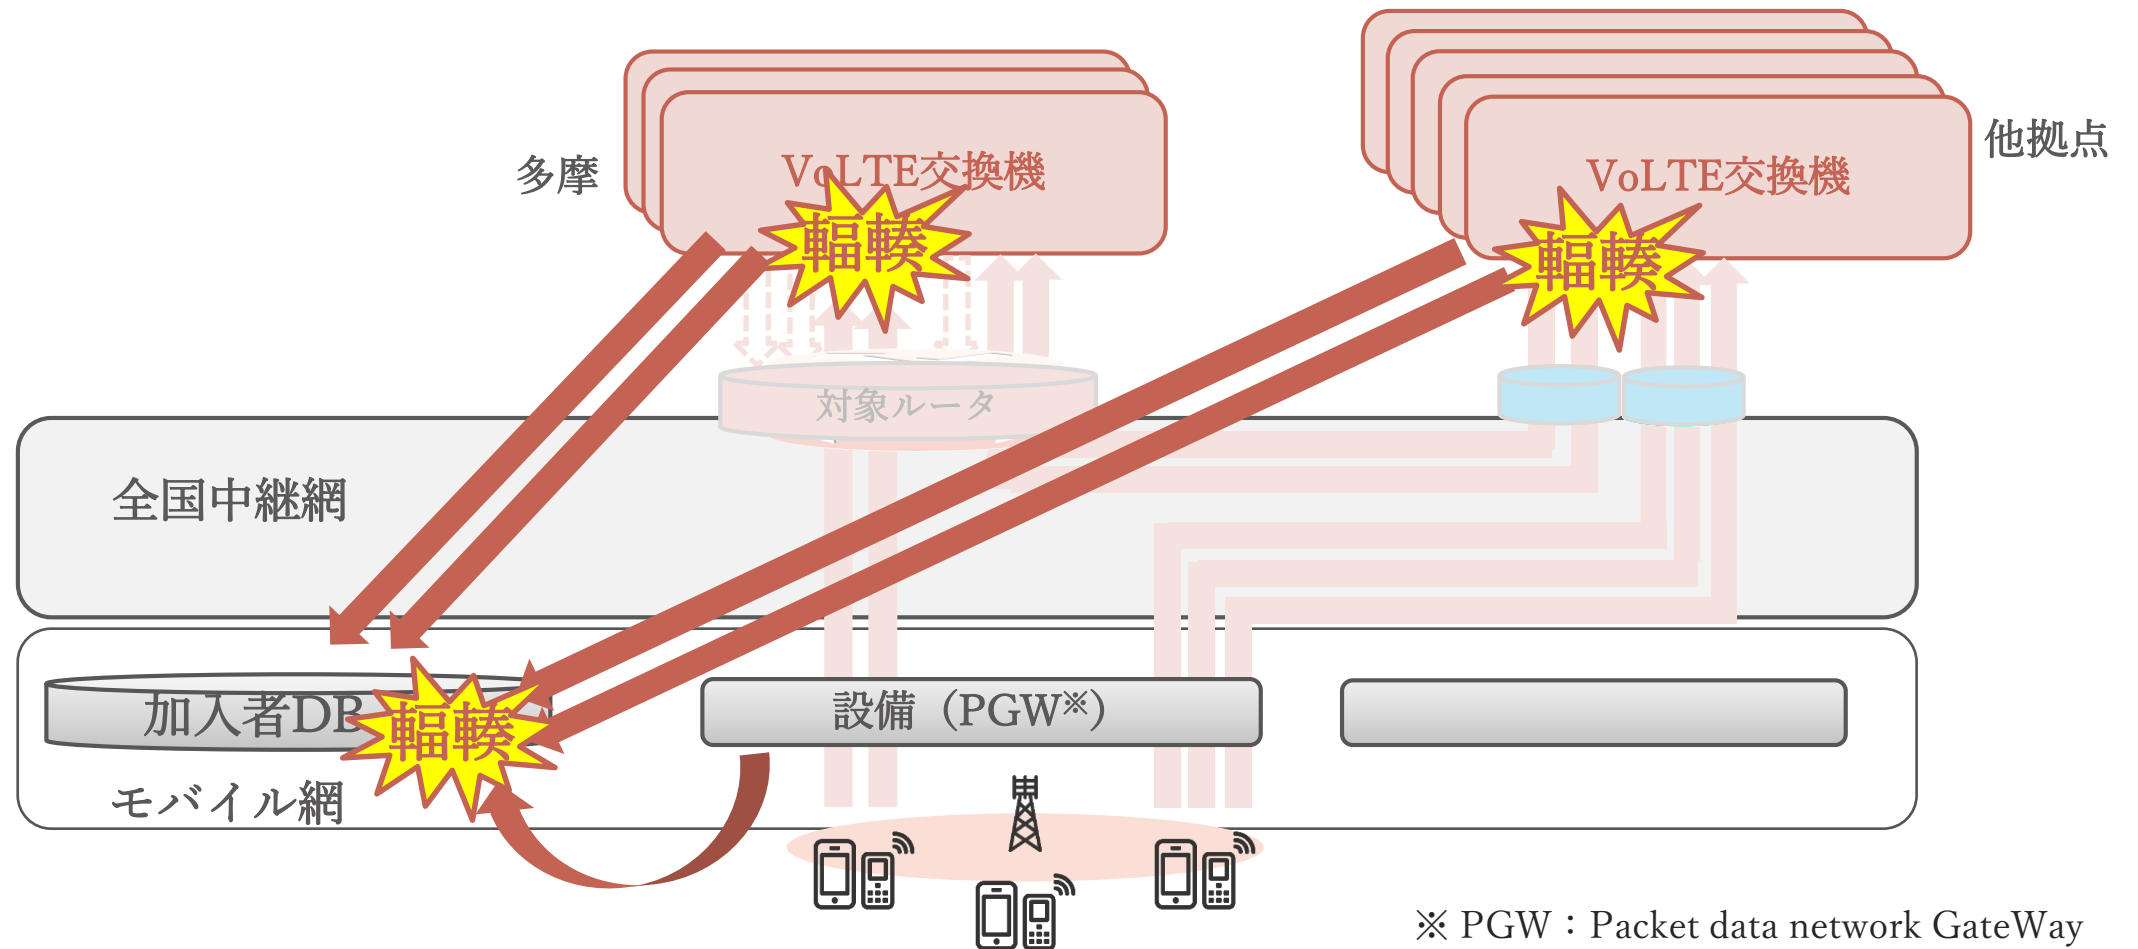 多摩
VoLTE交換機
輻輳
VoLTE交換機
輻輳
他拠点
対象ルータ
全国中継網
加入者DB
輻輳
設備（PGW※）
モバイル網
※ PGW：Packet data network GateWay